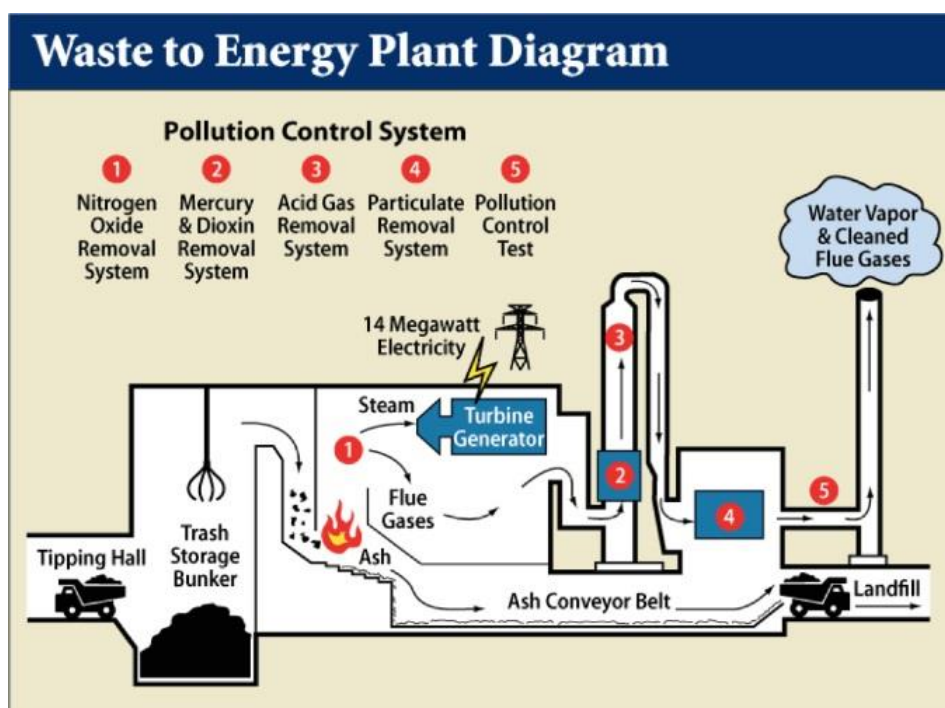 Waste to Energy Plant Diagram
Pollution Control System
1
Nitrogen
Oxide
Removal
System
2
Mercury
& Dioxin
Removal
System
3
Acid Gas
Removal
System
4
Particulate
Removal
System
5
Pollution
Control
Test
Water Vapor
& Cleaned
Flue Gases
14 Megawatt
Electricity
3
Steam
Turbine
Generator
1
2
Flue
Gases
4
5
Tipping Hall
Trash
Storage
Bunker
Ash
Ash Conveyor Belt
Landfill